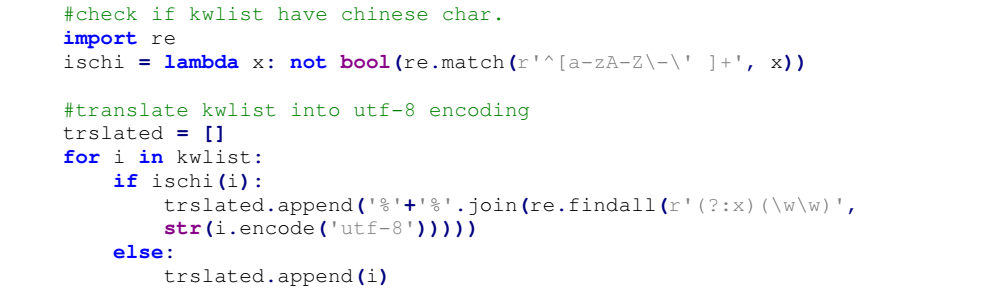 #check if kwlist have chinese char.
import re
ischi = lambda x: not bool(re.match(r'^[a-zA-Z\-\' ]+', x))
#translate kwlist into utf-8 encoding
trslated = []
for i in kwlist:
    if ischi(i):
        trslated.append('%'+'%'.join(re.findall(r'(?:x)(\w\w)',
        str(i.encode('utf-8')))))
    else:
        trslated.append(i)